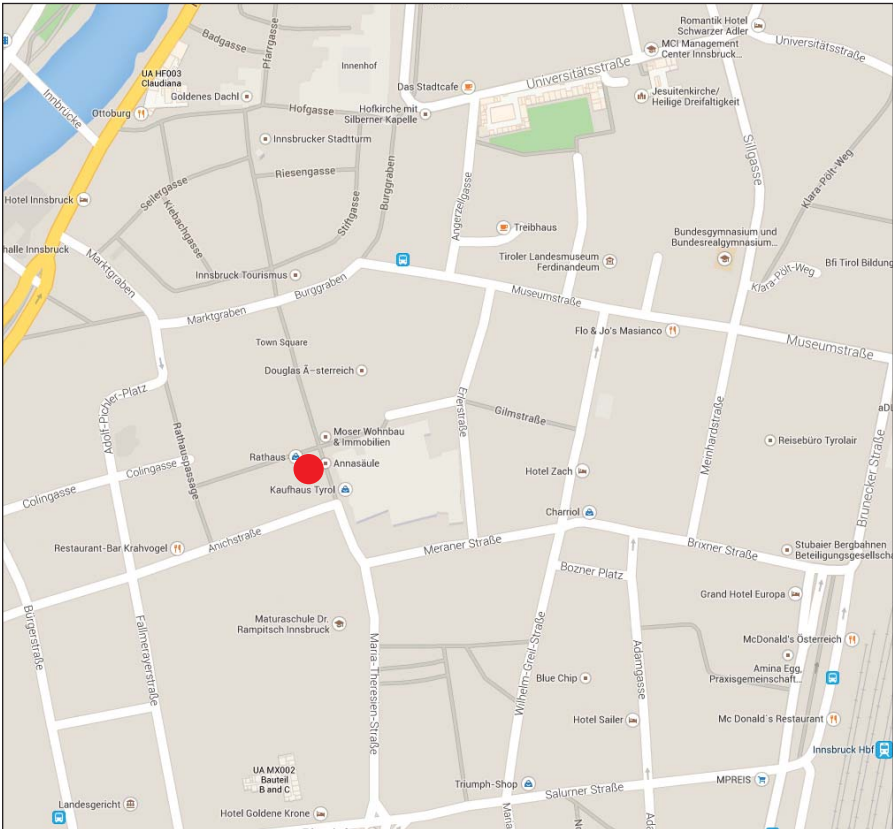 Romantik Hotel
Schwarzer Adler
Badgasse
Pfarrgasse
MCI Management
Center Innsbruck...
Universitätsstraße
Innenhof
Universitätsstraße
UA HF003
Claudiana
Das Stadtcafe
Goldenes Dachl
Jesuitenkirche/
Heilige Dreifaltigkeit
Innbrücke
Ottoburg
Hofgasse
Hofkirche mit
Silberner Kapelle
Innsbrucker Stadtturm
Sillgasse
Riesengasse
Burggraben
Klara-Pölt-Weg
Seilergasse
Hotel Innsbruck
Kiebachgasse
Stiftgasse
Angerzellgasse
Treibhaus
Bundesgymnasium und
Bundesrealgymnasium...
halle Innsbruck
Tiroler Landesmuseum
Ferdinandeum
Bfi Tirol Bildung
Marktgraben
Innsbruck Tourismus
Burggraben
Klara-Pölt-Weg
Museumstraße
Marktgraben
Flo & Jo's Masianco
Town Square
Museumstraße
Douglas Ã–sterreich
Adolf-Pichler-Platz
Erlerstraße
Gilmstraße
aDL
Rathauspassage
Moser Wohnbau
& Immobilien
Meinhardstraße
Reisebüro Tyrolair
Rathaus
Annasäule
Colingasse
Hotel Zach
Brunecker Straße
Colingasse
Kaufhaus Tyrol
Charriol
Anichstraße
Restaurant-Bar Krahvogel
Meraner Straße
Brixner Straße
Stubaier Bergbahnen
Beteiligungsgesellscha
Bozner Platz
Grand Hotel Europa
Bürgerstraße
Fallmerayerstraße
Maturaschule Dr.
Rampitsch Innsbruck
Maria-Theresien-Straße
Wilhelm-Greil-Straße
Adamgasse
McDonald's Österreich
Amina Egg,
Praxisgemeinschaft...
Blue Chip
Hotel Sailer
Mc Donald´s Restaurant
Innsbruck Hbf
UA MX002
Bauteil
B and C
Triumph-Shop
Salurner Straße
MPREIS
Landesgericht
Hotel Goldene Krone
Maria
Ada
No